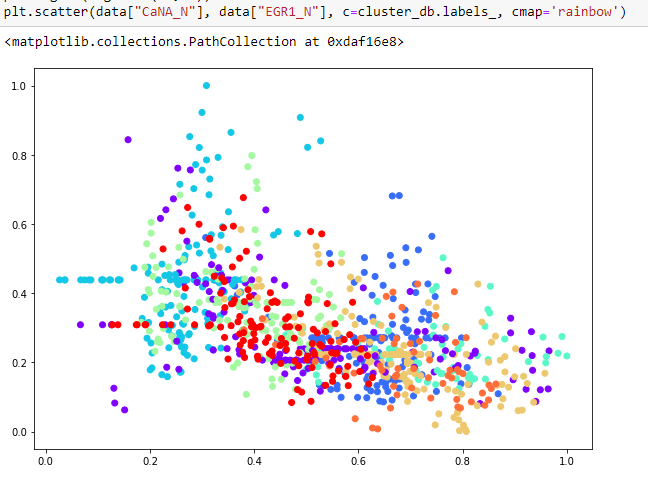 plt.scatter(data["CaNA_N"], data["EGR1_N"], c=cluster_db.labels_, cmap='rainbow')
<matplotlib.collections.PathCollection at 0xdaf16e8>
1.0
0.8
0.6
0.4
0.2
0.0
0.0 0.2 0.4 0.6 0.8 1.0